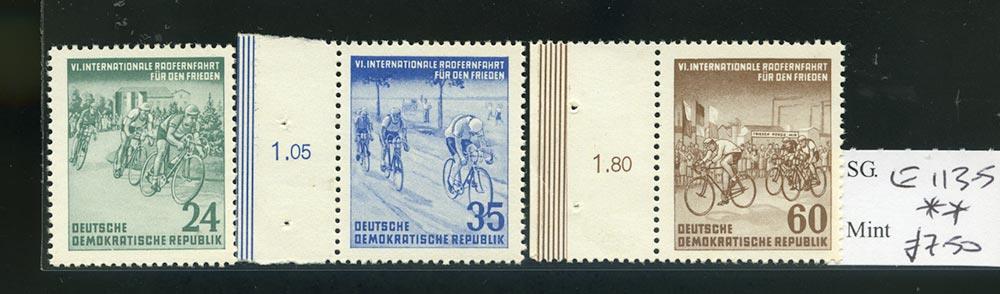 VI. INTERNATIONALE RADFERNFAHRT
FÜR DEN FRIEDEN
24
DEUTSCHE
DEMOKRATISCHE REPUBLIK
1.05
VI. INTERNATIONALE RADFERNFAHRT
FÜR DEN FRIEDEN
35
DEUTSCHE
DEMOKRATISCHE REPUBLIK
1.80
VI. INTERNATIONALE RADFERNFAHRT
FÜR DEN FRIEDEN
60
DEUTSCHE
DEMOKRATISCHE REPUBLIK
SG. E1135
**
Mint £7.50